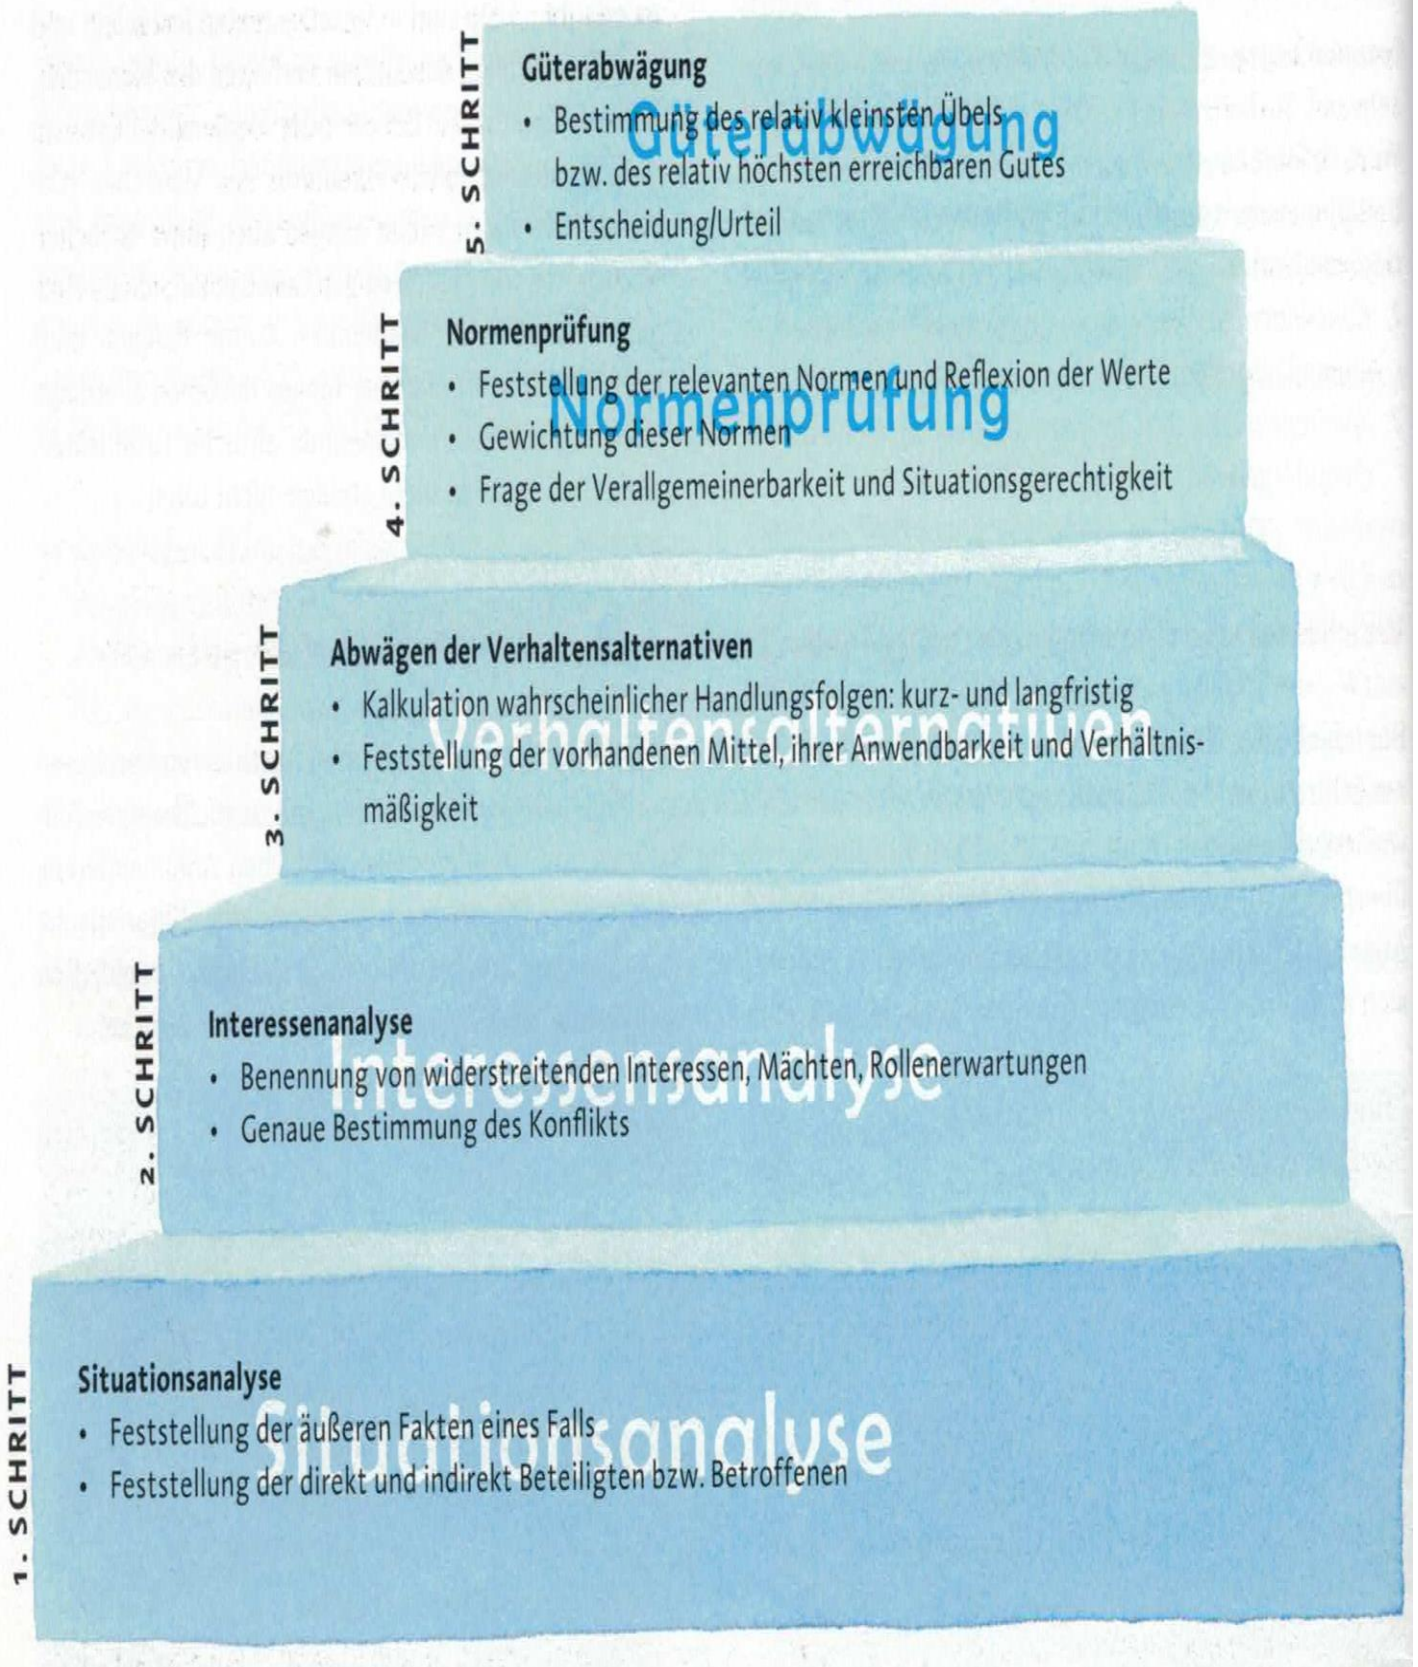 5. SCHRITT
Güterabwägung
Güterabwägung
• Bestimmung des relativ kleinsten Übels
bzw. des relativ höchsten erreichbaren Gutes
• Entscheidung/Urteil
4. SCHRITT
Normenprüfung
Normenprüfung
• Feststellung der relevanten Normen und Reflexion der Werte
• Gewichtung dieser Normen
• Frage der Verallgemeinerbarkeit und Situationsgerechtigkeit
3. SCHRITT
Abwägen der Verhaltensalternativen
Verhaltensalternativen
• Kalkulation wahrscheinlicher Handlungsfolgen: kurz- und langfristig
• Feststellung der vorhandenen Mittel, ihrer Anwendbarkeit und Verhältnis-
mäßigkeit
2. SCHRITT
Interessenanalyse
Interessensanalyse
• Benennung von widerstreitenden Interessen, Mächten, Rollenerwartungen
• Genaue Bestimmung des Konflikts
1. SCHRITT
Situationsanalyse
Situationsanalyse
• Feststellung der äußeren Fakten eines Falls
• Feststellung der direkt und indirekt Beteiligten bzw. Betroffenen